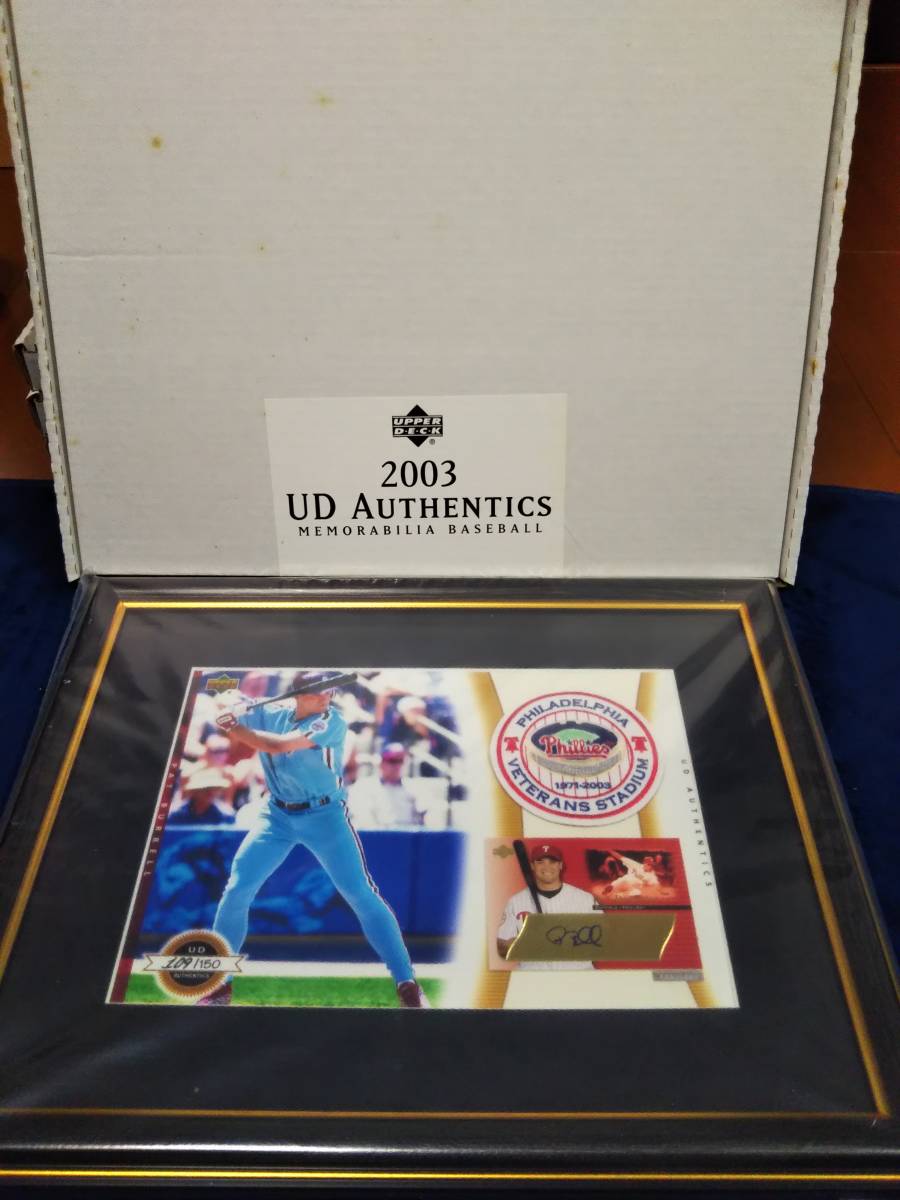 UPPER
D·E·C·K
®
2003
UD AUTHENTICS
MEMORABILIA BASEBALL
PAT BURRELL
UD
109/150
AUTHENTICS
PHILADELPHIA
Phillies
1971-2003
VETERANS STADIUM
UD AUTHENTICS